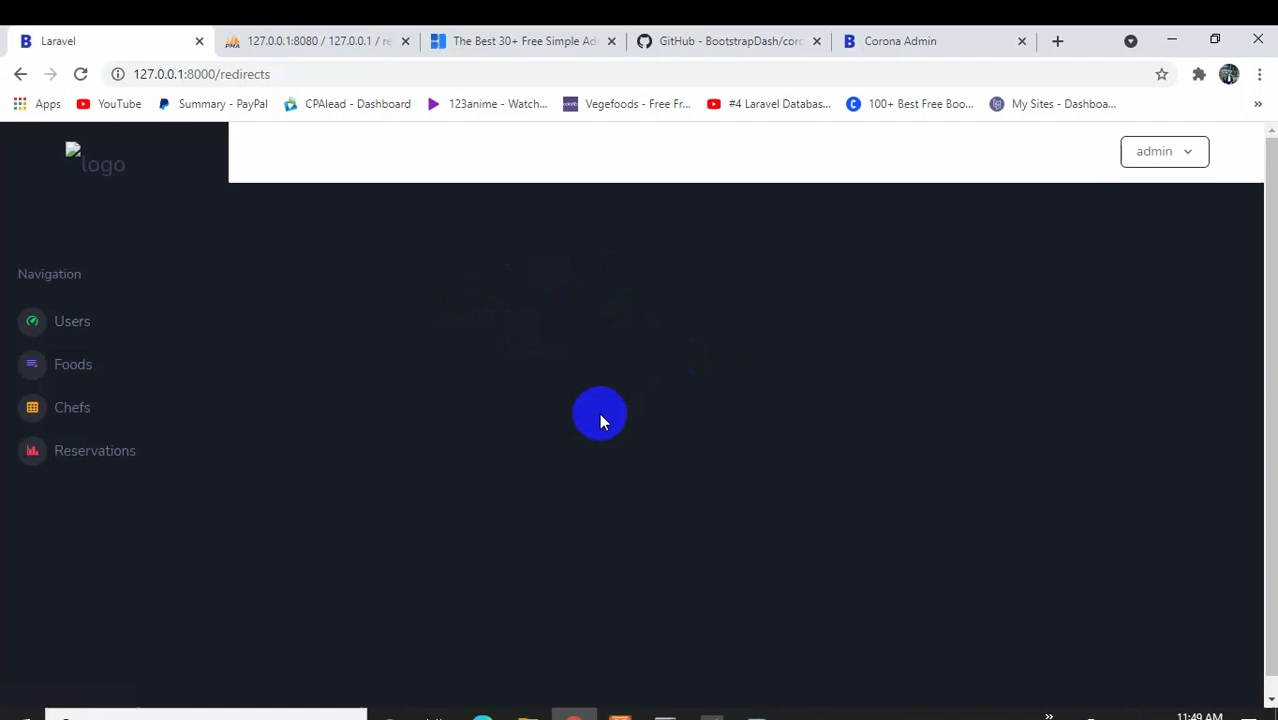 Laravel
127.0.0.1:8080 / 127.0.0.1 / re
The Best 30+ Free Simple Ad
GitHub - BootstrapDash/coro
Corona Admin
127.0.0.1:8000/redirects
Apps
YouTube
Summary - PayPal
CPAlead - Dashboard
123anime - Watch...
Vegefoods - Free Fr...
#4 Laravel Databas...
100+ Best Free Boo...
My Sites - Dashboa...
logo
admin
Navigation
Users
Foods
Chefs
Reservations
11:49 AM